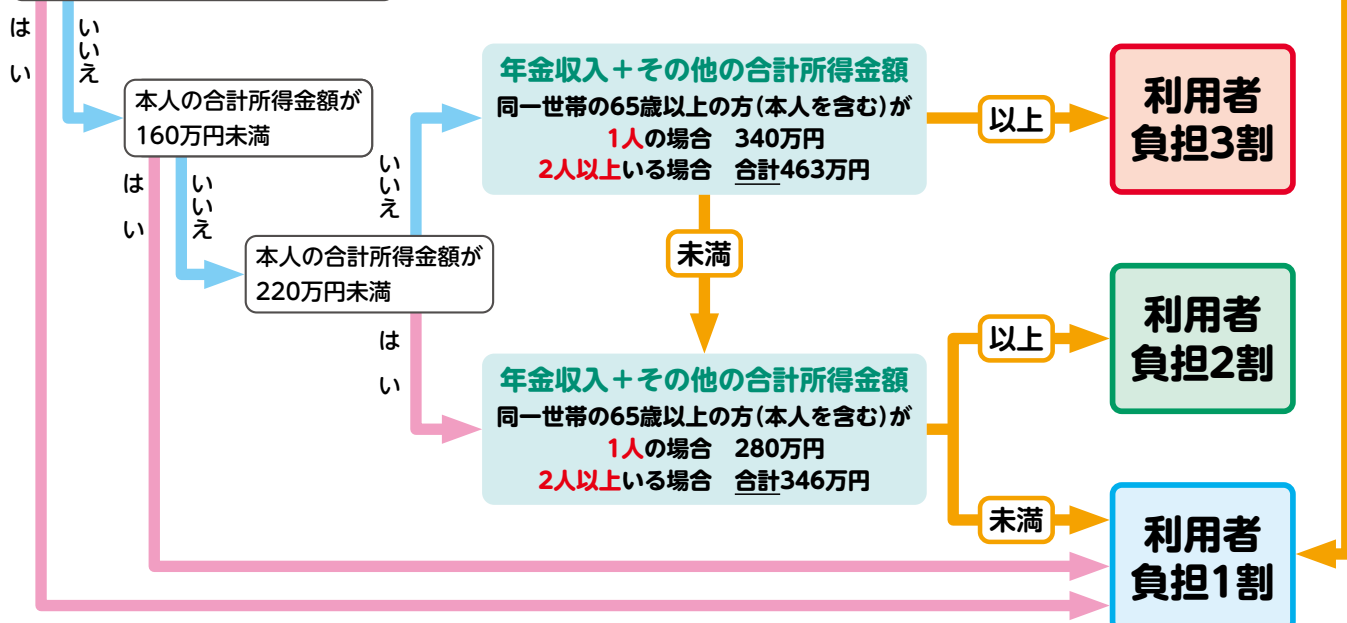 はい
いいえ
本人の合計所得金額が
160万円未満
はい
いいえ
本人の合計所得金額が
220万円未満
いいえ
はい
年金収入＋その他の合計所得金額
同一世帯の65歳以上の方（本人を含む）が
1人の場合　340万円
2人以上いる場合　合計463万円
以上
利用者
負担3割
未満
年金収入＋その他の合計所得金額
同一世帯の65歳以上の方（本人を含む）が
1人の場合　280万円
2人以上いる場合　合計346万円
以上
利用者
負担2割
未満
利用者
負担1割